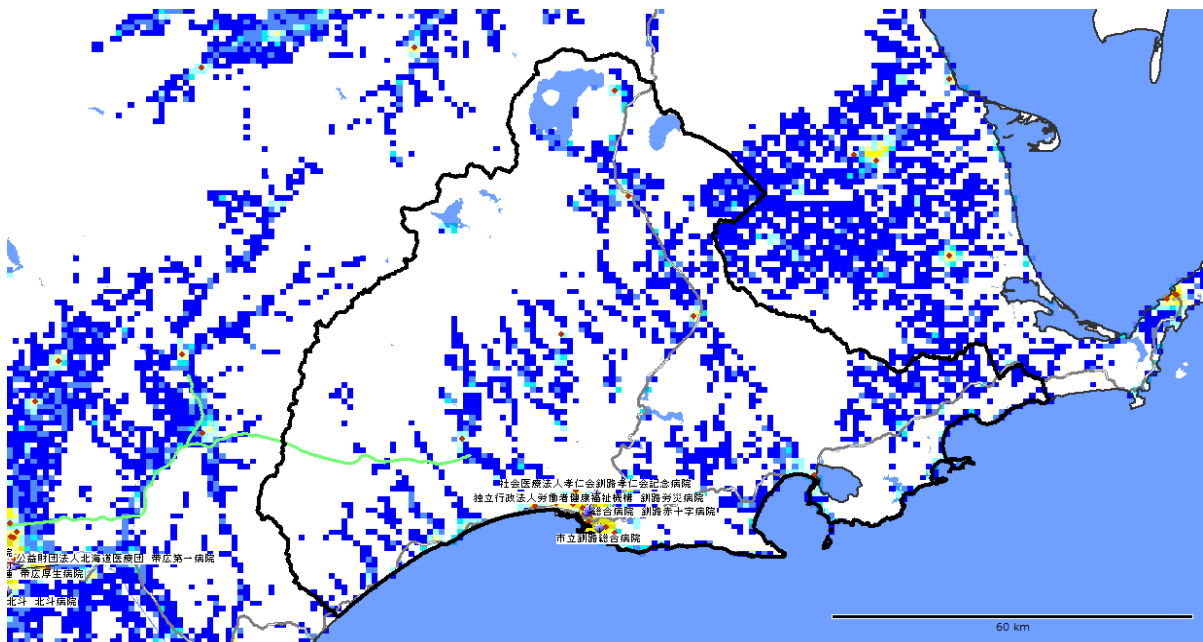 社会医療法人孝仁会釧路孝仁会記念病院
独立行政法人労働者健康福祉機構 釧路労災病院
総合病院 釧路赤十字病院
市立釧路総合病院
院
公益財団法人北海道医療団 帯広第一病院
帯広厚生病院
北斗 北斗病院
60 km